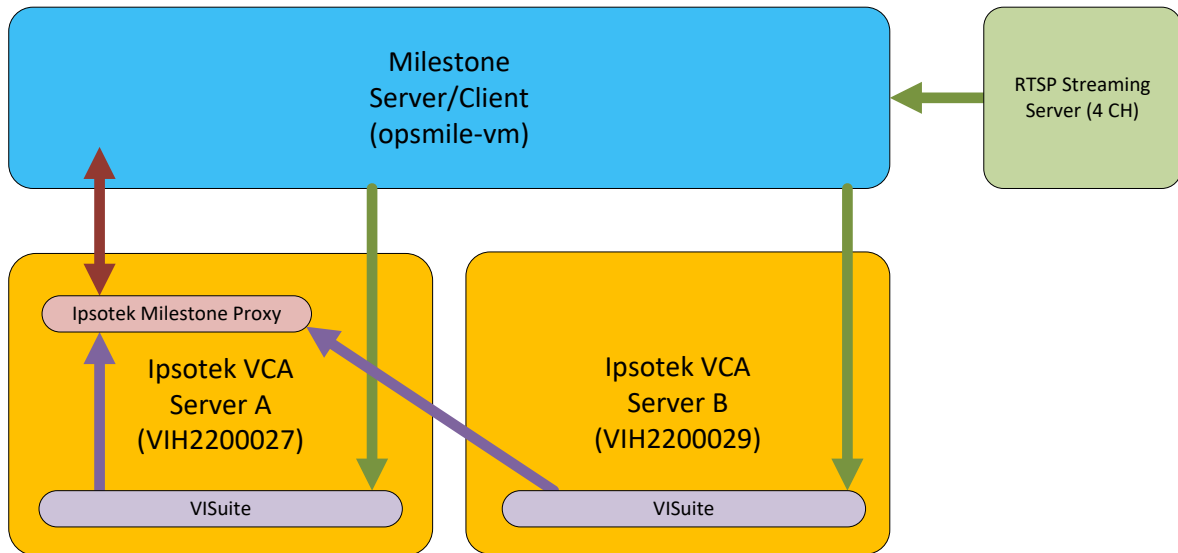 Milestone
Server/Client
(opsmile-vm)
RTSP Streaming
Server (4 CH)
Ipsotek Milestone Proxy
Ipsotek VCA
Server A
(VIH2200027)
VISuite
Ipsotek VCA
Server B
(VIH2200029)
VISuite